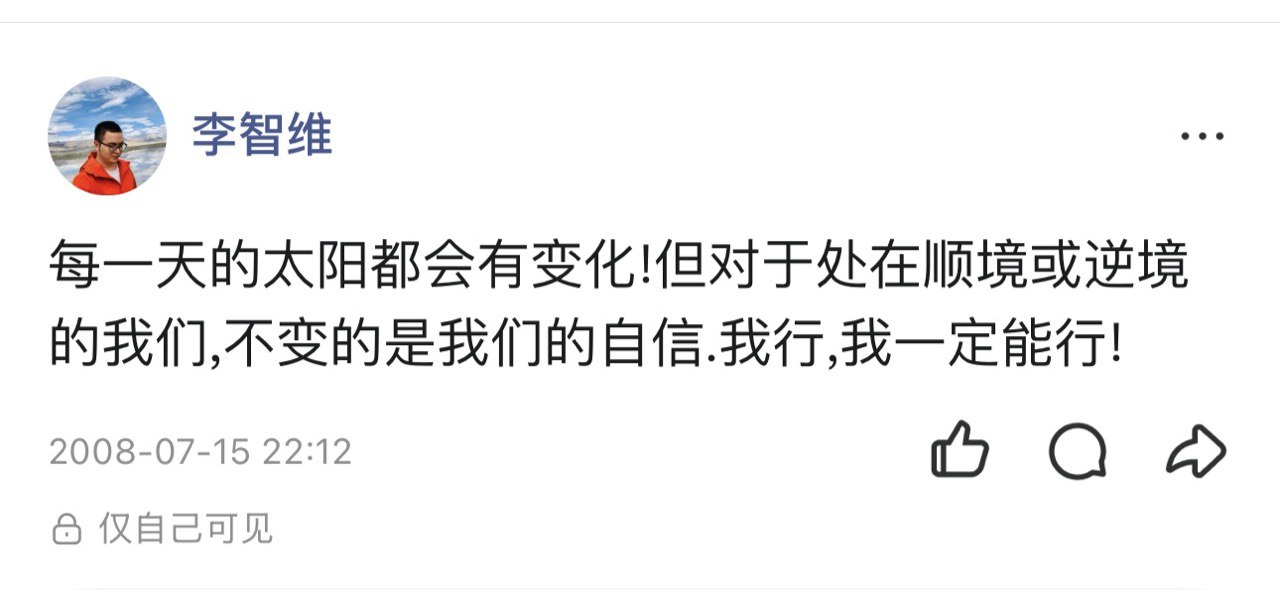 李智维
每一天的太阳都会有变化!但对于处在顺境或逆境
的我们,不变的是我们的自信.我行,我一定能行!
2008-07-15 22:12
仅自己可见